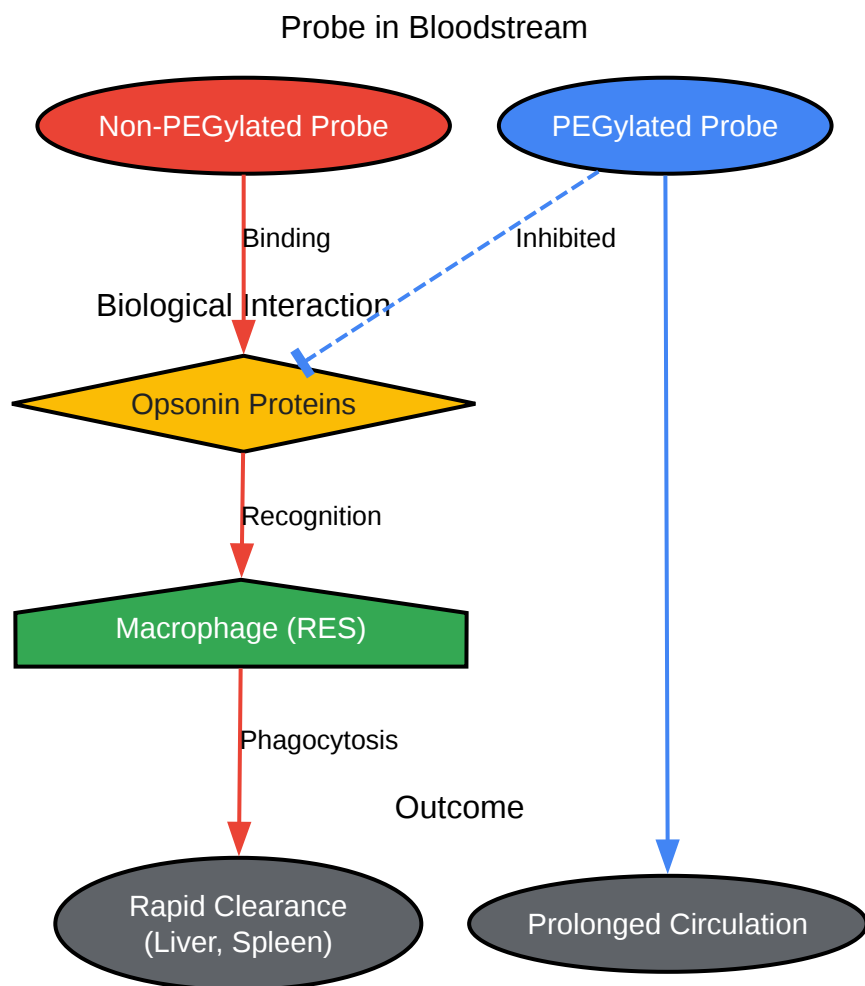 Probe in Bloodstream
Non-PEGylated Probe
PEGylated Probe
Binding
Inhibited
Biological Interaction
Opsonin Proteins
Recognition
Macrophage (RES)
Phagocytosis
Outcome
Rapid Clearance
(Liver, Spleen)
Prolonged Circulation